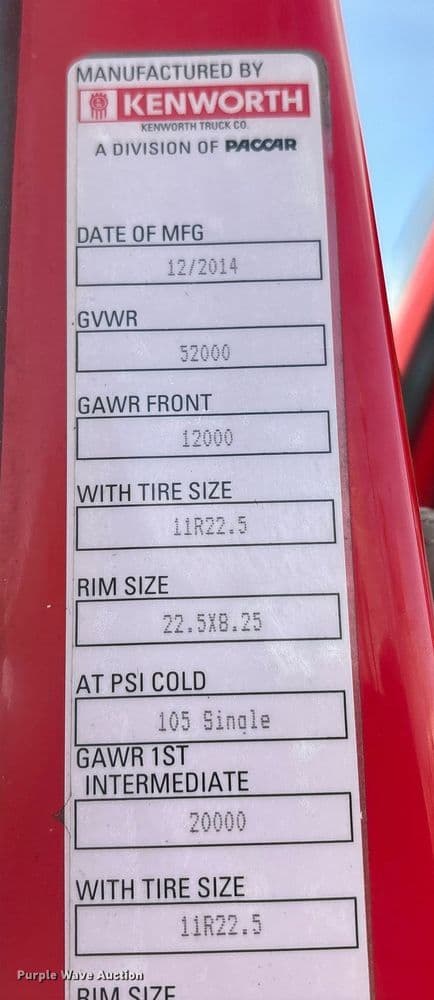 MANUFACTURED BY
KENWORTH
KENWORTH TRUCK CO.
A DIVISION OF PACCAR
DATE OF MFG
12/2014
GVWR
52000
GAWR FRONT
12000
WITH TIRE SIZE
11R22.5
RIM SIZE
22.5X8.25
AT PSI COLD
105 Single
GAWR 1ST
INTERMEDIATE
20000
WITH TIRE SIZE
11R22.5
RIM SIZE
Purple Wave Auction